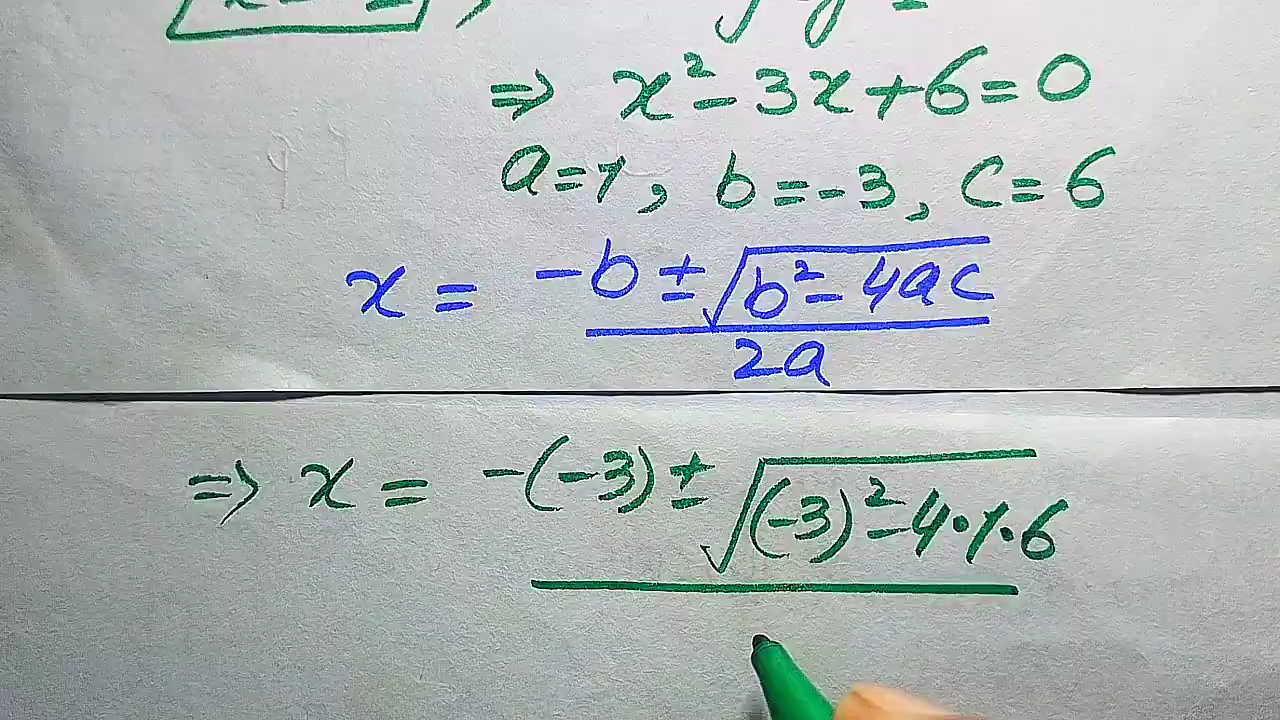 ⇒ x² - 3x + 6 = 0
a = 1, b = -3, c = 6
x = -b ± √(b² - 4ac) / 2a
⇒ x = -(-3) ± √((-3)² - 4·1·6)